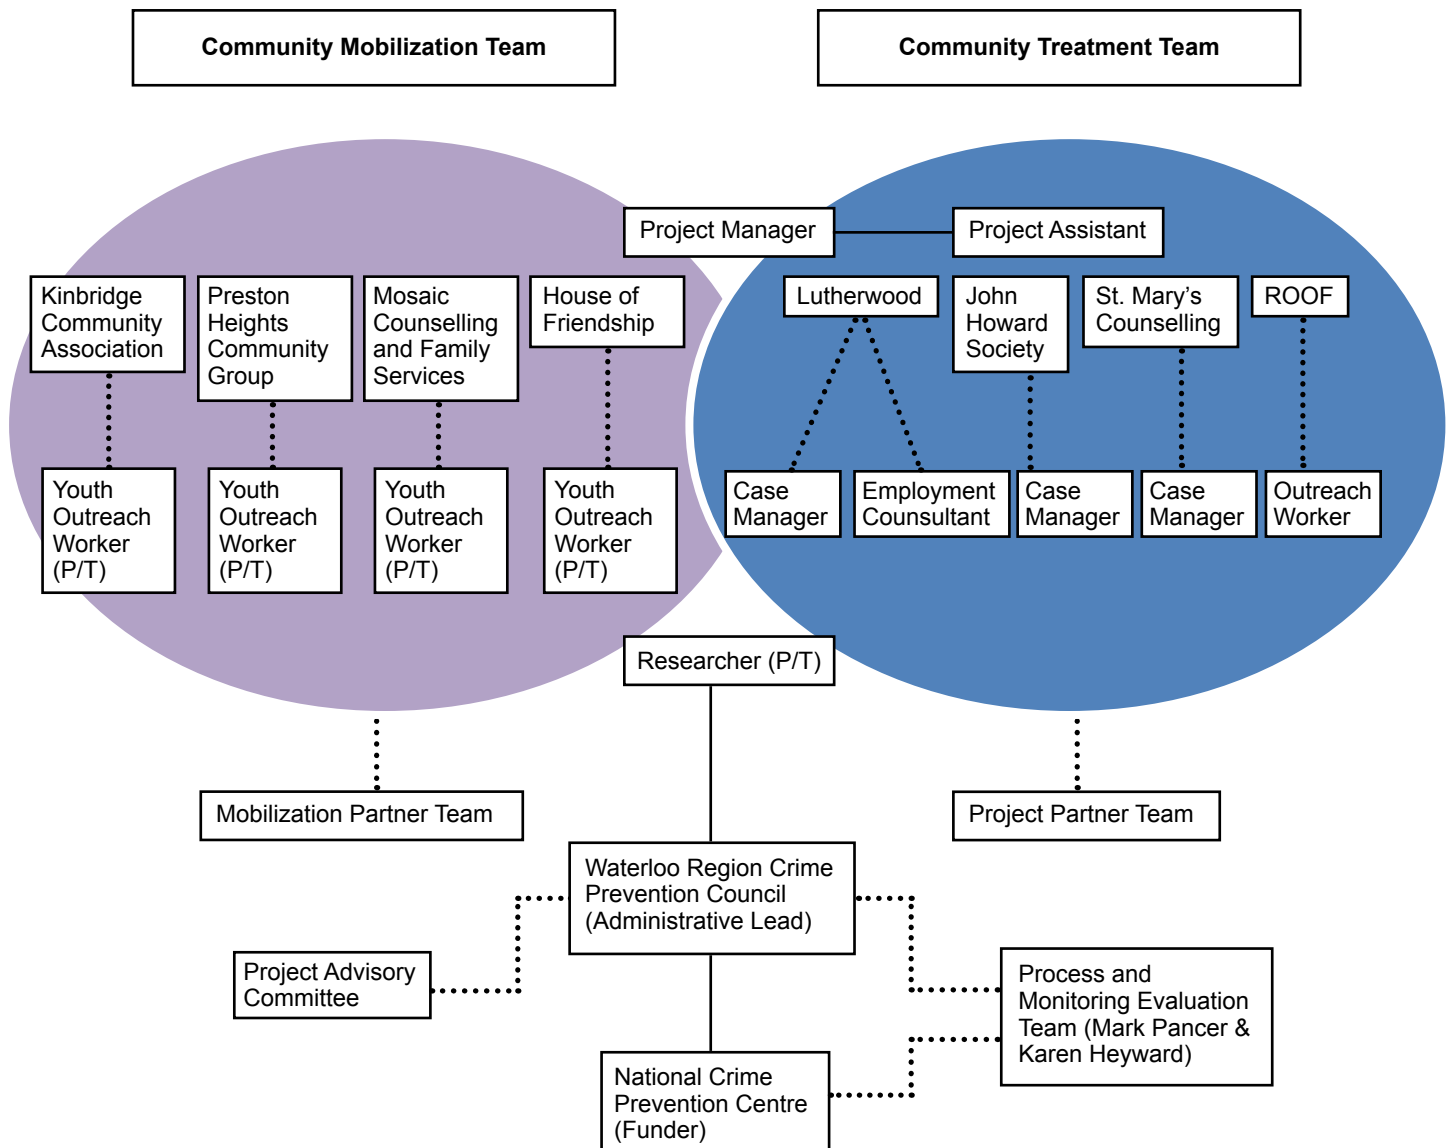 Community Mobilization Team
Community Treatment Team
Project Manager
Project Assistant
Kinbridge
Community
Association
Preston
Heights
Community
Group
Mosaic
Counselling
and Family
Services
House of
Friendship
Lutherwood
John
Howard
Society
St. Mary’s
Counselling
ROOF
Youth
Outreach
Worker
(P/T)
Youth
Outreach
Worker
(P/T)
Youth
Outreach
Worker
(P/T)
Youth
Outreach
Worker
(P/T)
Case
Manager
Employment
Counsultant
Case
Manager
Case
Manager
Outreach
Worker
Researcher (P/T)
Mobilization Partner Team
Project Partner Team
Waterloo Region Crime
Prevention Council
(Administrative Lead)
Project Advisory
Committee
Process and
Monitoring Evaluation
Team (Mark Pancer &
Karen Heyward)
National Crime
Prevention Centre
(Funder)